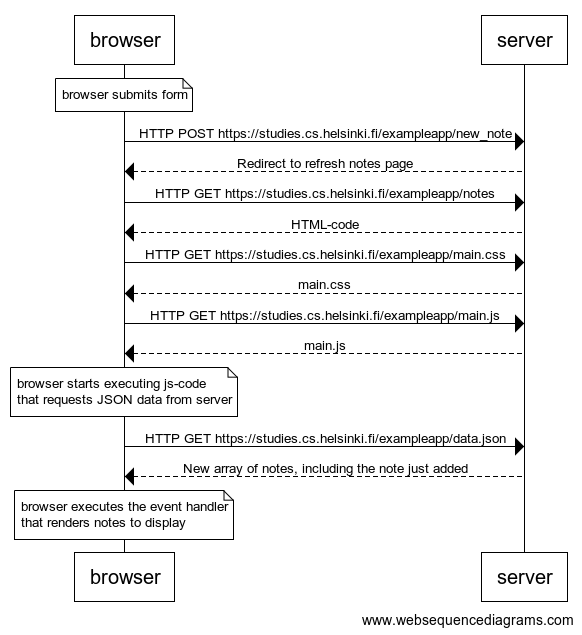 browser
server
browser submits form
HTTP POST https://studies.cs.helsinki.fi/exampleapp/new_note
Redirect to refresh notes page
HTTP GET https://studies.cs.helsinki.fi/exampleapp/notes
HTML-code
HTTP GET https://studies.cs.helsinki.fi/exampleapp/main.css
main.css
HTTP GET https://studies.cs.helsinki.fi/exampleapp/main.js
main.js
browser starts executing js-code
that requests JSON data from server
HTTP GET https://studies.cs.helsinki.fi/exampleapp/data.json
New array of notes, including the note just added
browser executes the event handler
that renders notes to display
browser
server
www.websequencediagrams.com